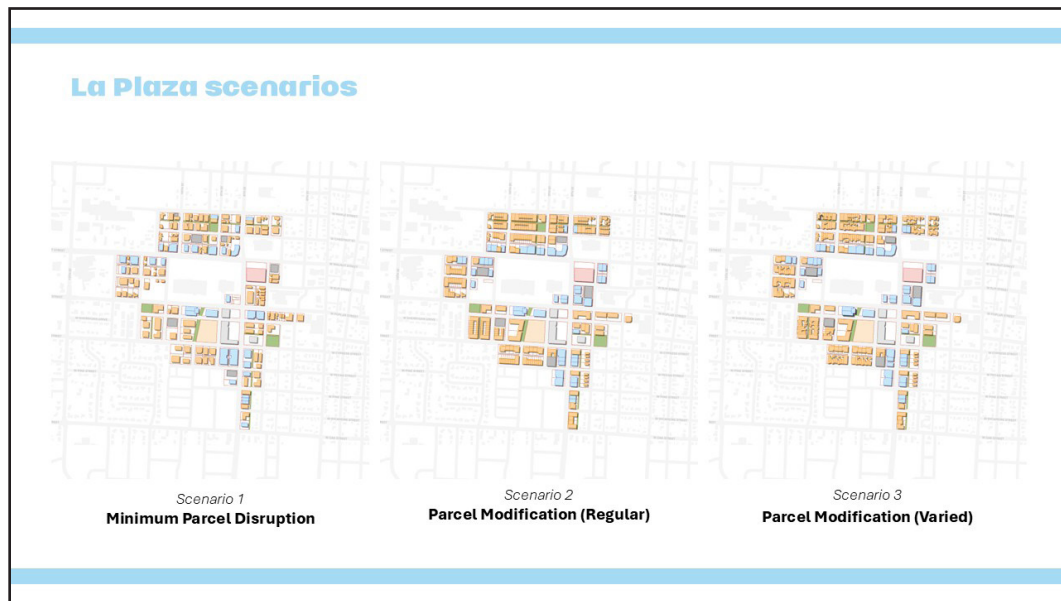 La Plaza scenarios
Scenario 1
Minimum Parcel Disruption
Scenario 2
Parcel Modification (Regular)
Scenario 3
Parcel Modification (Varied)